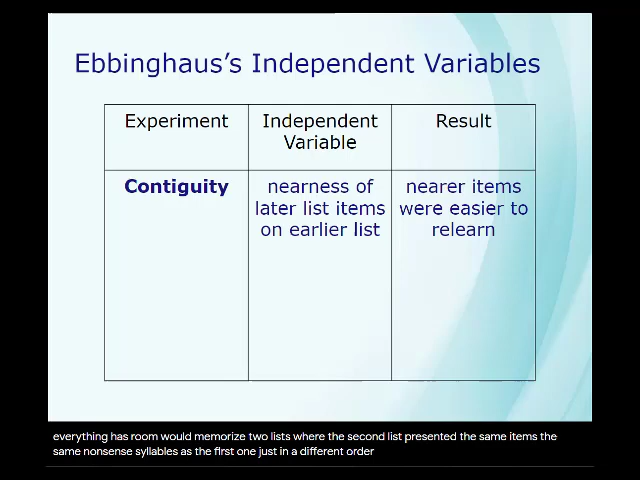 Ebbinghaus's Independent Variables
Experiment
Independent
Variable
Result
Contiguity
nearness of
later list items
on earlier list
nearer items
were easier to
relearn
everything has room would memorize two lists where the second list presented the same items the
same nonsense syllables as the first one just in a different order